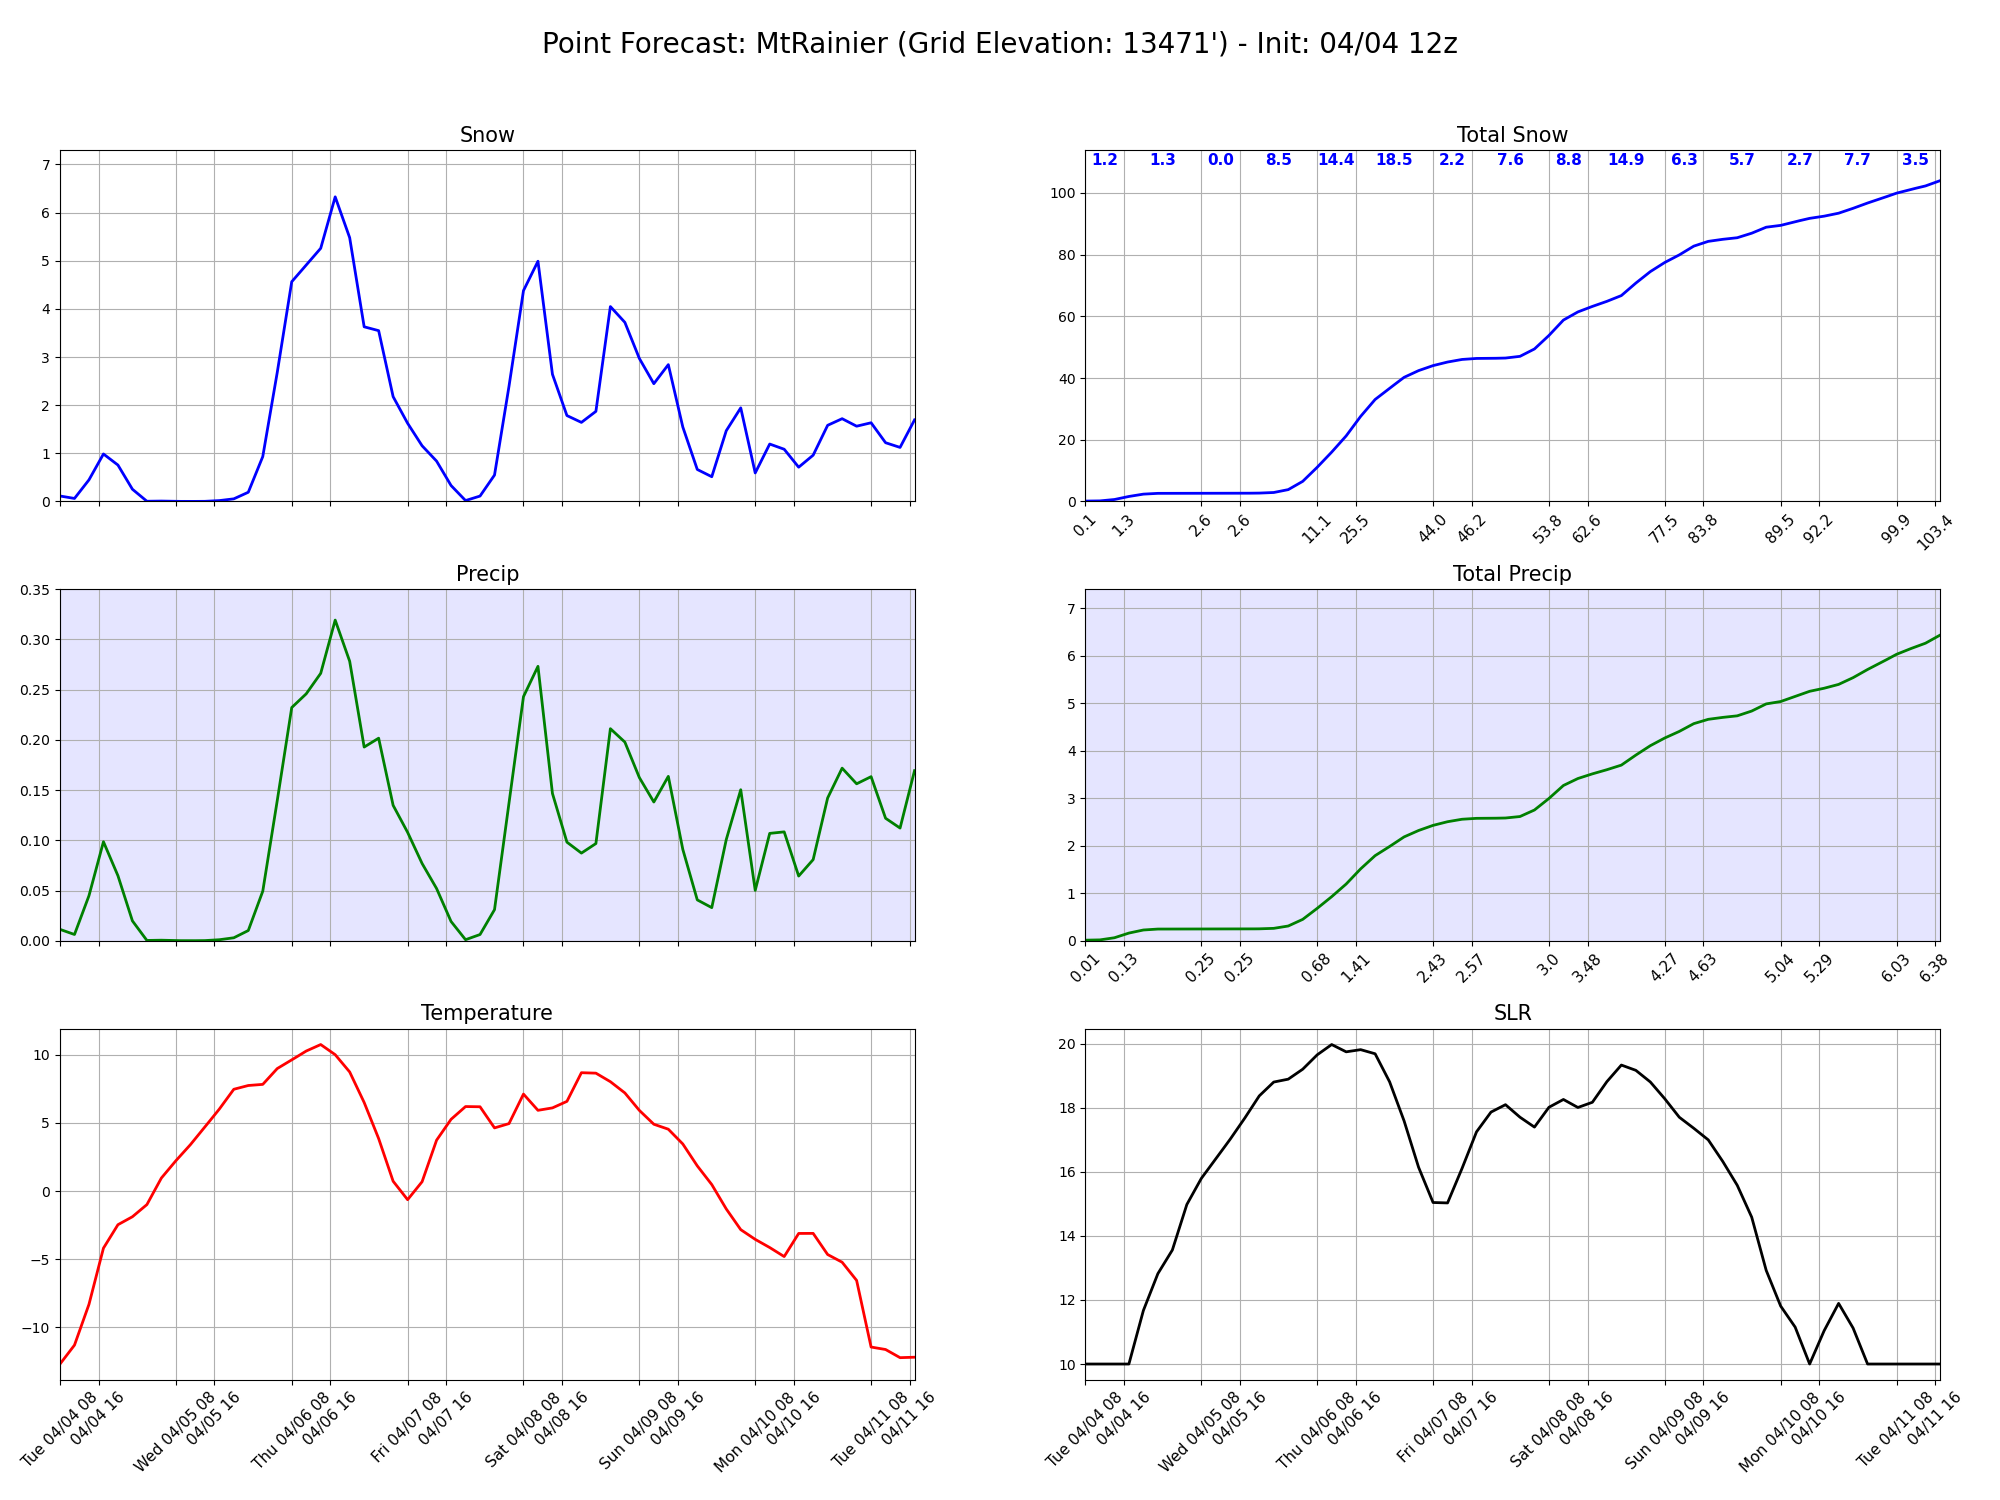 Point Forecast: MtRainier (Grid Elevation: 13471') - Init: 04/04 12z
Snow
7
6
5
4
3
2
1
0
Total Snow
1.2 1.3 0.0 8.5 14.4 18.5 2.2 7.6 8.8 14.9 6.3 5.7 2.7 7.7 3.5
100
80
60
40
20
0
0.1 1.3 2.6 2.6 11.1 25.5 44.0 46.2 53.8 62.6 77.5 83.8 89.5 92.2 99.9 103.4
Precip
0.35
0.30
0.25
0.20
0.15
0.10
0.05
0.00
Total Precip
7
6
5
4
3
2
1
0
0.01 0.13 0.25 0.25 0.68 1.41 2.43 2.57 3.0 3.48 4.27 4.63 5.04 5.29 6.03 6.38
Temperature
10
5
0
−5
−10
Tue 04/04 08
04/04 16
Wed 04/05 08
04/05 16
Thu 04/06 08
04/06 16
Fri 04/07 08
04/07 16
Sat 04/08 08
04/08 16
Sun 04/09 08
04/09 16
Mon 04/10 08
04/10 16
Tue 04/11 08
04/11 16
SLR
20
18
16
14
12
10
Tue 04/04 08
04/04 16
Wed 04/05 08
04/05 16
Thu 04/06 08
04/06 16
Fri 04/07 08
04/07 16
Sat 04/08 08
04/08 16
Sun 04/09 08
04/09 16
Mon 04/10 08
04/10 16
Tue 04/11 08
04/11 16